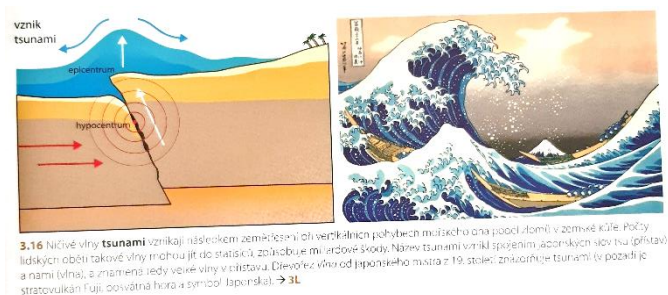 vznik
tsunami
epicentrum
hypocentrum
3.16 Ničivé vlny tsunami vznikají následkem zemětřesení při vertikálních pohybech mořského dna podél zlomů v zemské kůře. Počty
lidských obětí takové vlny mohou jít do statisíců, způsobuje miliardové škody. Název tsunami vznikl spojením japonských slov tsu (přístav)
a nami (vlna), a znamená tedy velké vlny v přístavu. Dřevořez Vlna od japonského mistra z 19. století znázorňuje tsunami (v pozadí je
stratovulkán Fuji, posvátná hora a symbol Japonska). → 3L